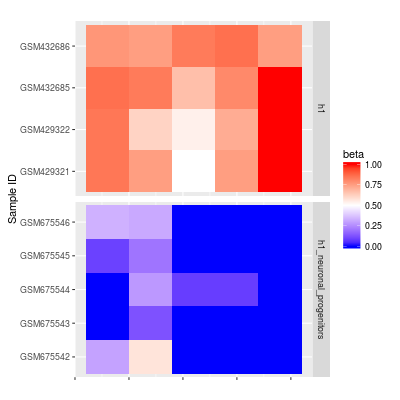 Sample ID
GSM432686
GSM432685
GSM429322
GSM429321
h1
GSM675546
GSM675545
GSM675544
GSM675543
GSM675542
h1_neuronal_progenitors
beta
1.00
0.75
0.50
0.25
0.00